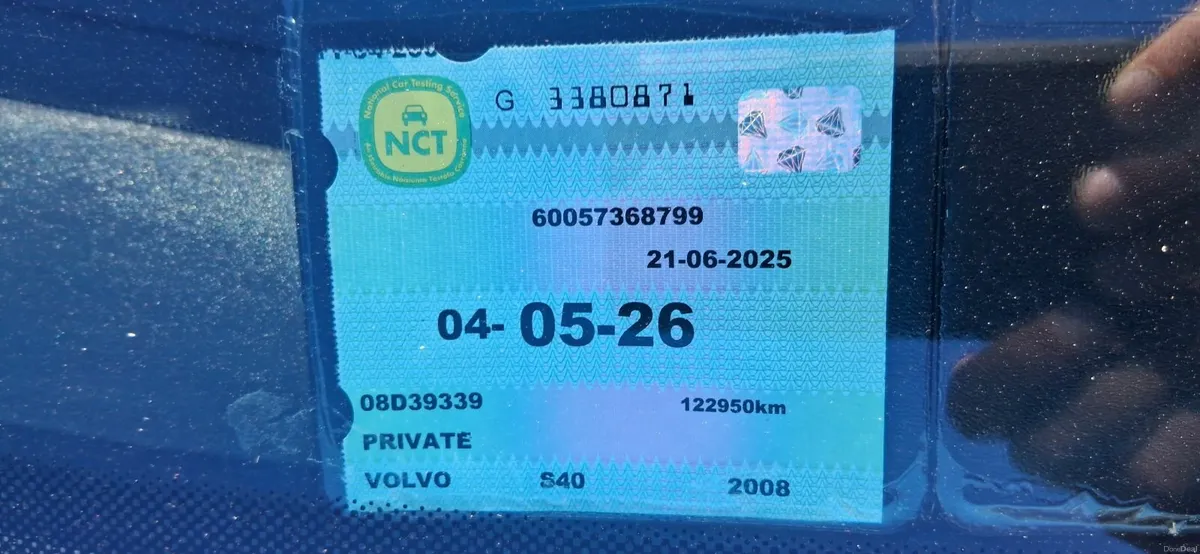 National Car Testing Service
NCT
G 3380871
60057368799
21-06-2025
04-05-26
08D39339
122950km
PRIVATE
VOLVO S40 2008